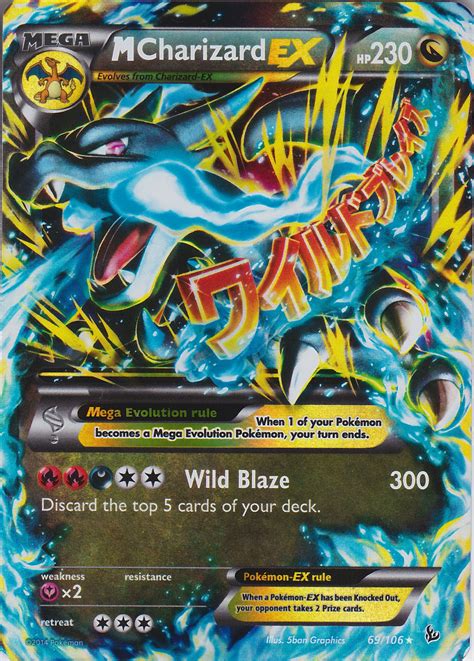 MEGA
M Charizard EX
HP 230
Evolves from Charizard-EX
ワイルドブレイズ
Mega Evolution rule
When 1 of your Pokémon
becomes a Mega Evolution Pokémon, your turn ends.
Wild Blaze 300
Discard the top 5 cards of your deck.
weakness resistance
×2
Pokémon-EX rule
When a Pokémon-EX has been Knocked Out,
your opponent takes 2 Prize cards.
retreat
©2014 Pokémon
Illus. 5ban Graphics
69/106★